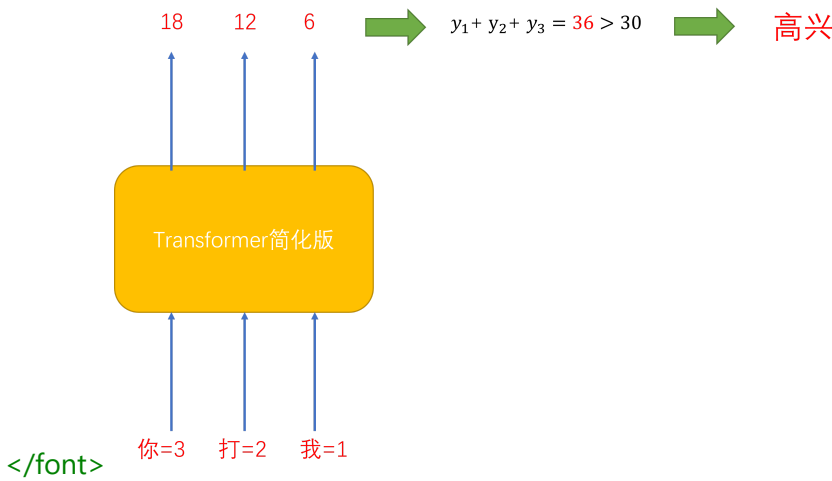 18 12 6 y₁+ y₂+ y₃ = 36 > 30 高兴
Transformer简化版
你=3 打=2 我=1
</font>